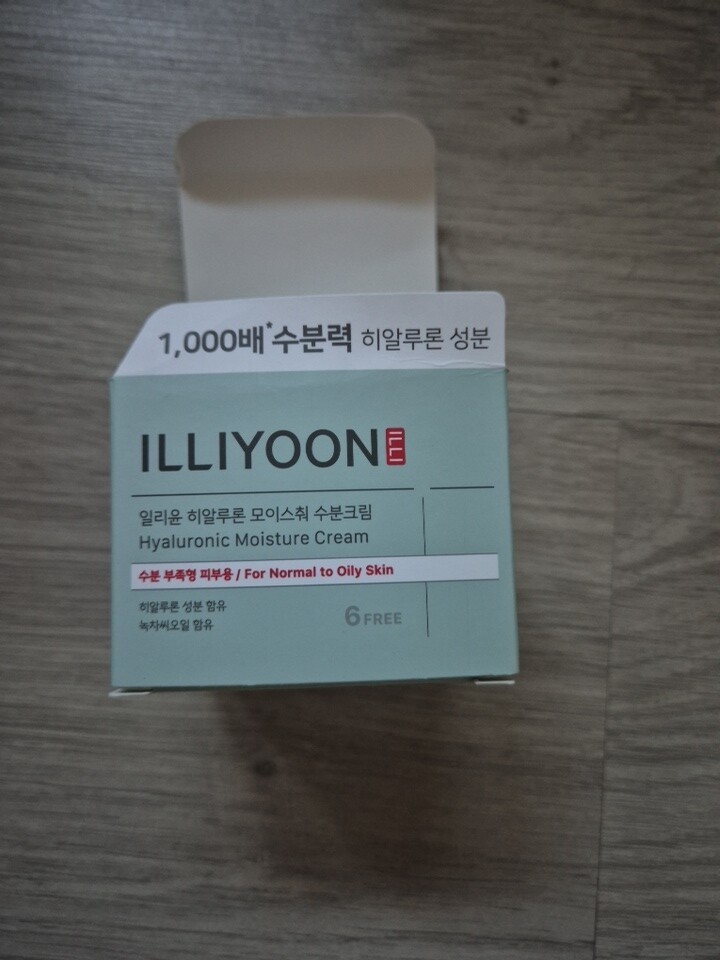 1,000배*수분력 히알루론 성분
ILLIYOON ILLI
일리윤 히알루론 모이스춰 수분크림
Hyaluronic Moisture Cream
수분 부족형 피부용 / For Normal to Oily Skin
히알루론 성분 함유
녹차씨오일 함유
6 FREE